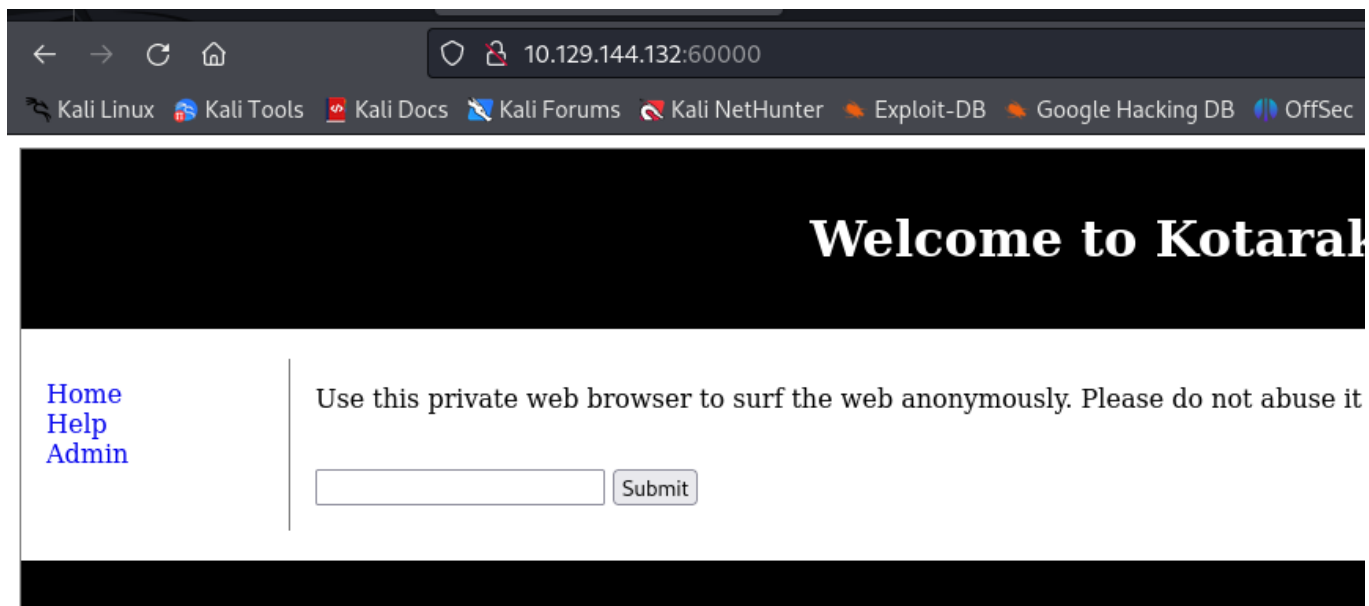 10.129.144.132:60000
Kali Linux Kali Tools Kali Docs Kali Forums Kali NetHunter Exploit-DB Google Hacking DB OffSec
Welcome to Kotarak
Home
Help
Admin
Use this private web browser to surf the web anonymously. Please do not abuse it
Submit